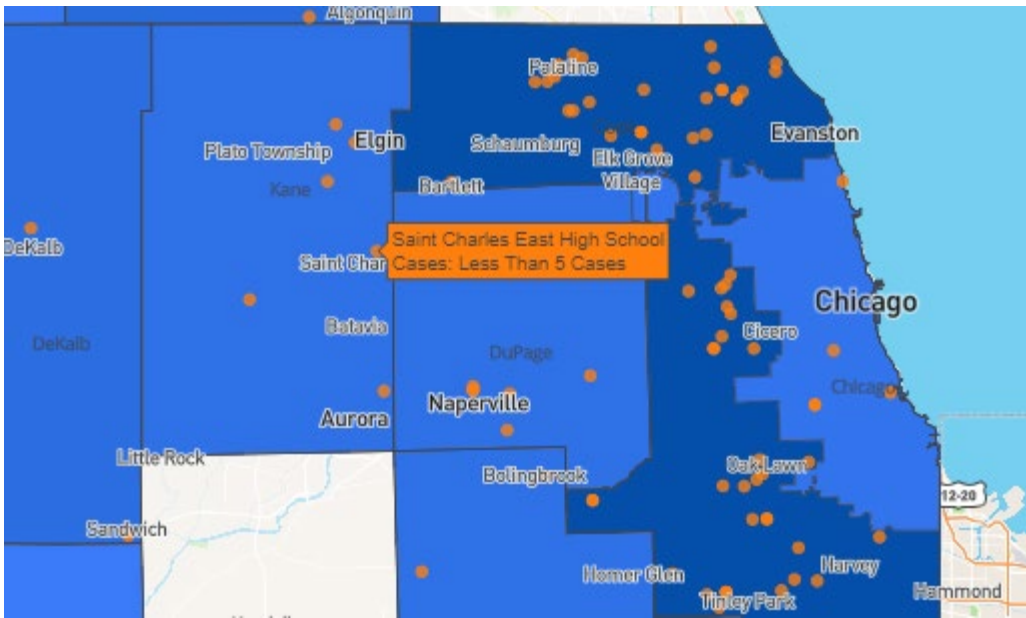 Algonquin
Palatine
Elgin
Plato Township
Schaumburg
Evanston
Elk Grove
Village
Kane
Bartlett
DeKalb
Saint Charles East High School
Cases: Less Than 5 Cases
Saint Char
Chicago
Batavia
Cicero
DeKalb
DuPage
Chicago
Naperville
Aurora
Little Rock
Bolingbrook
Oak Lawn
12-20
Sandwich
Homer Glen
Harvey
Tinley Park
Hammond